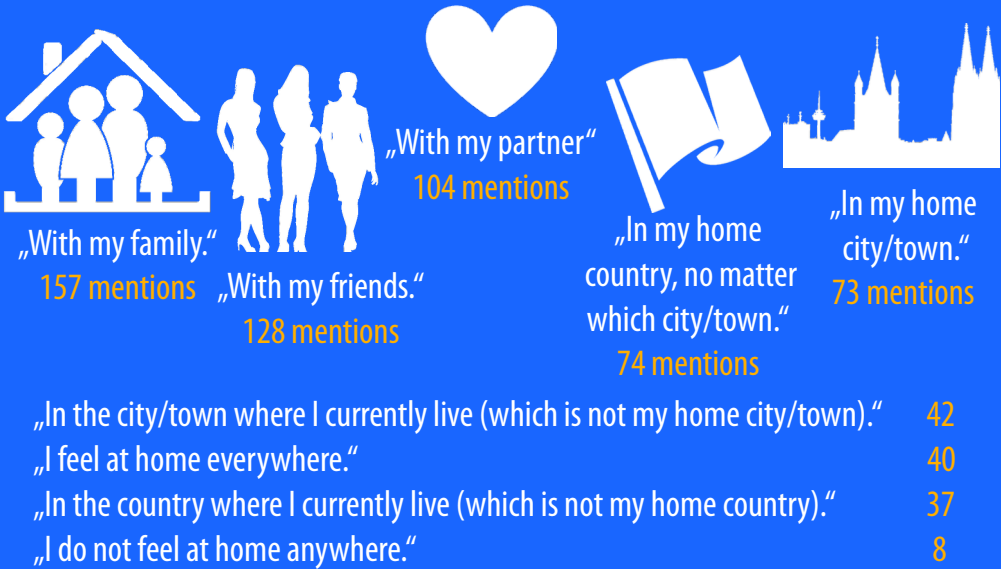 „With my family.“
157 mentions
„With my friends.“
128 mentions
„With my partner“
104 mentions
„In my home
country, no matter
which city/town.“
74 mentions
„In my home
city/town.“
73 mentions
„In the city/town where I currently live (which is not my home city/town).“ 42
„I feel at home everywhere.“ 40
„In the country where I currently live (which is not my home country).“ 37
„I do not feel at home anywhere.“ 8